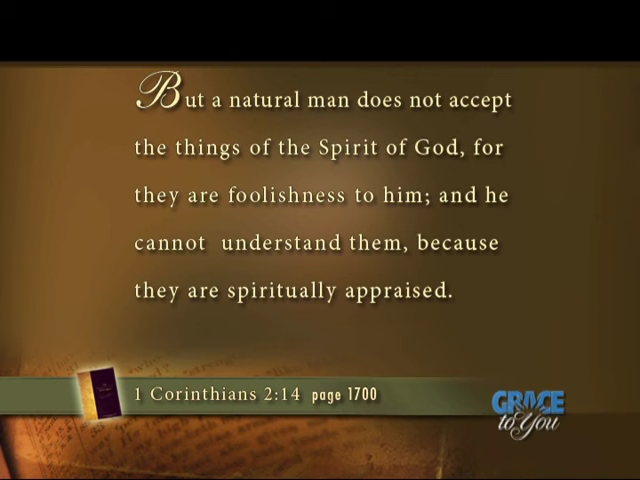 But a natural man does not accept
the things of the Spirit of God, for
they are foolishness to him; and he
cannot understand them, because
they are spiritually appraised.
1 Corinthians 2:14 page 1700
GRACE
to You